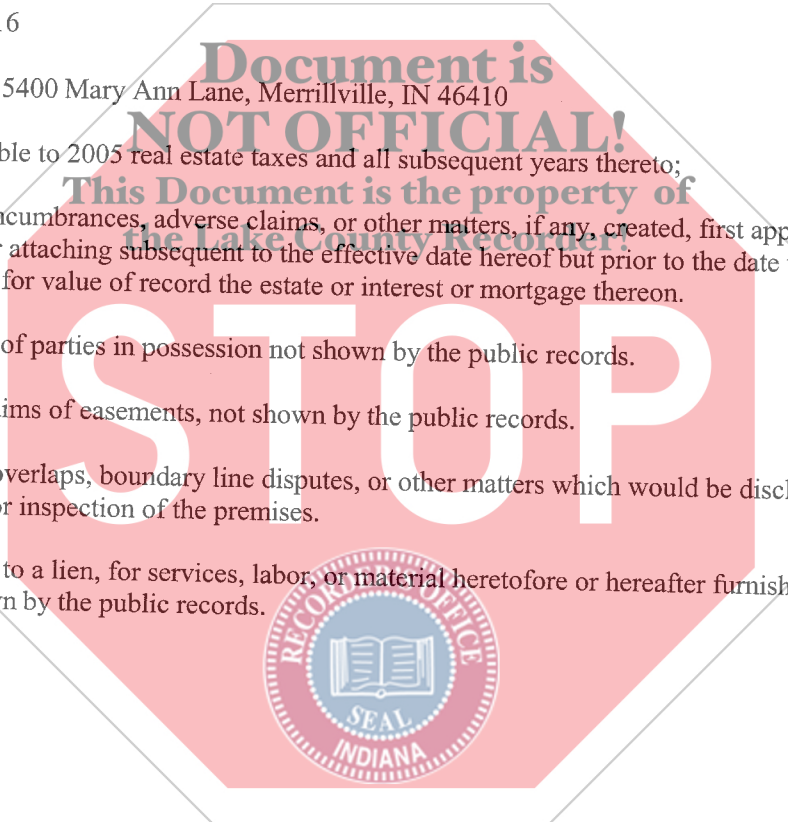 16
Document is
5400 Mary Ann Lane, Merrillville, IN 46410
NOT OFFICIAL!
ble to 2005 real estate taxes and all subsequent years thereto;
This Document is the property of
ncumbrances, adverse claims, or other matters, if any, created, first app
the Lake County Recorder!
r attaching subsequent to the effective date hereof but prior to the date
for value of record the estate or interest or mortgage thereon.
STOP
of parties in possession not shown by the public records.
ims of easements, not shown by the public records.
overlaps, boundary line disputes, or other matters which would be discl
or inspection of the premises.
to a lien, for services, labor, or material heretofore or hereafter furnish
n by the public records.
RECORDER'S OFFICE
SEAL
INDIANA